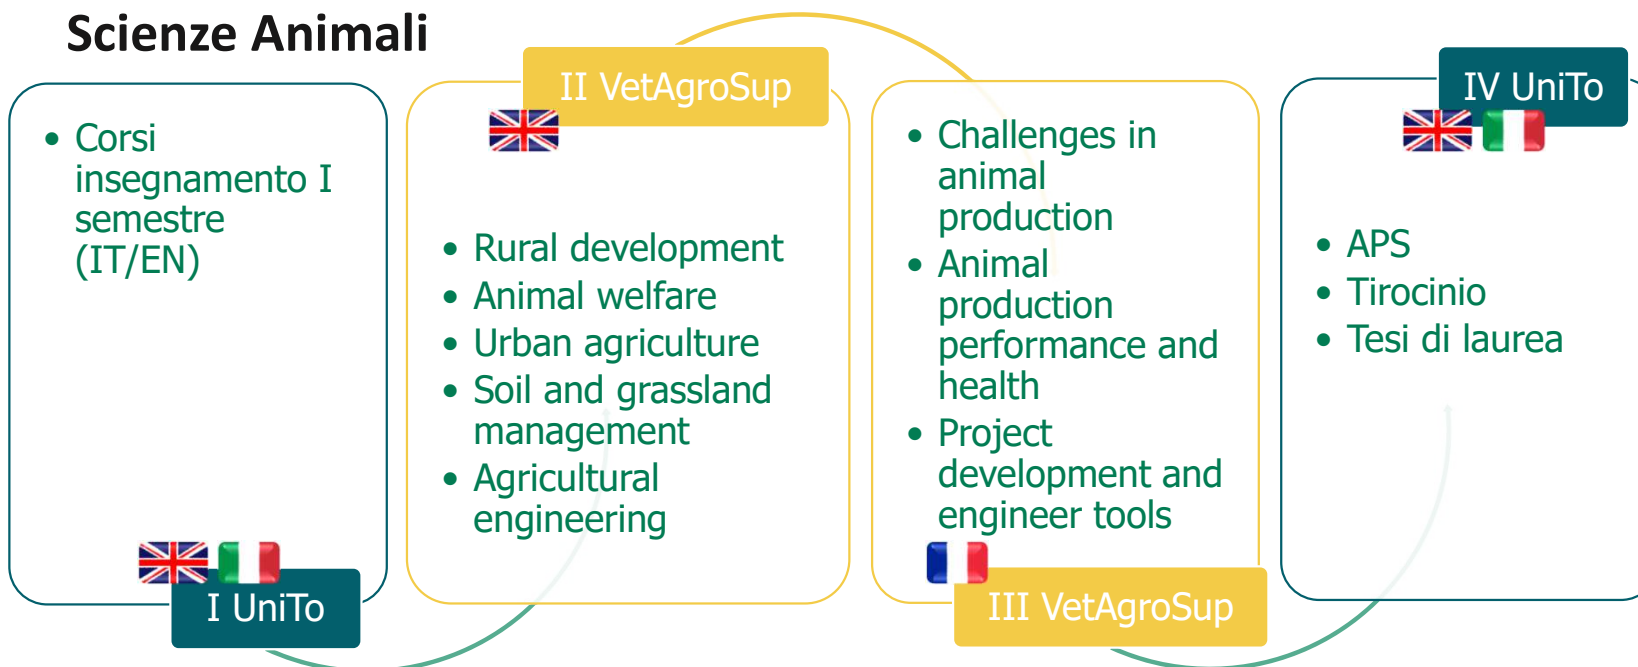 Scienze Animali
• Corsi
insegnamento I
semestre
(IT/EN)
I UniTo
II VetAgroSup
• Rural development
• Animal welfare
• Urban agriculture
• Soil and grassland
management
• Agricultural
engineering
• Challenges in
animal
production
• Animal
production
performance and
health
• Project
development and
engineer tools
III VetAgroSup
IV UniTo
• APS
• Tirocinio
• Tesi di laurea